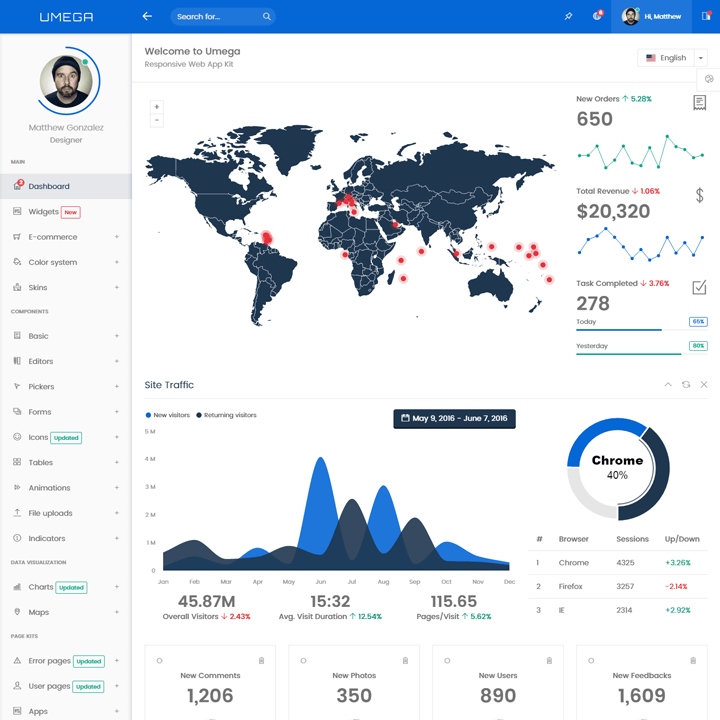 UMEGA
Search for...
Hi, Matthew
Matthew Gonzalez
Designer
MAIN
3
Dashboard
Widgets New
E-commerce +
Color system +
Skins +
COMPONENTS
Basic +
Editors +
Pickers +
Forms +
Icons Updated +
Tables +
Animations +
File uploads +
Indicators +
DATA VISUALIZATION
Charts Updated +
Maps +
PAGE KITS
Error pages Updated +
User pages Updated +
Apps +
Welcome to Umega
Responsive Web App Kit
English
+
-
New Orders ↑ 5.28%
650
Total Revenue ↓ 1.06%
$20,320
$
Task Completed ↓ 3.76%
278
Today 65%
Yesterday 80%
Site Traffic
New visitors Returning visitors
May 9, 2016 - June 7, 2016
5 M
4 M
3 M
2 M
1 M
0
Jan Feb Mar Apr May Jun Jul Aug Sep Oct Nov Dec
45.87M
Overall Visitors ↓ 2.43%
15:32
Avg. Visit Duration ↑ 12.54%
115.65
Pages/Visit ↑ 5.62%
Chrome
40%
# Browser Sessions Up/Down
1 Chrome 4325 +3.26%
2 Firefox 3257 -2.14%
3 IE 2314 +2.92%
New Comments
1,206
New Photos
350
New Users
890
New Feedbacks
1,609